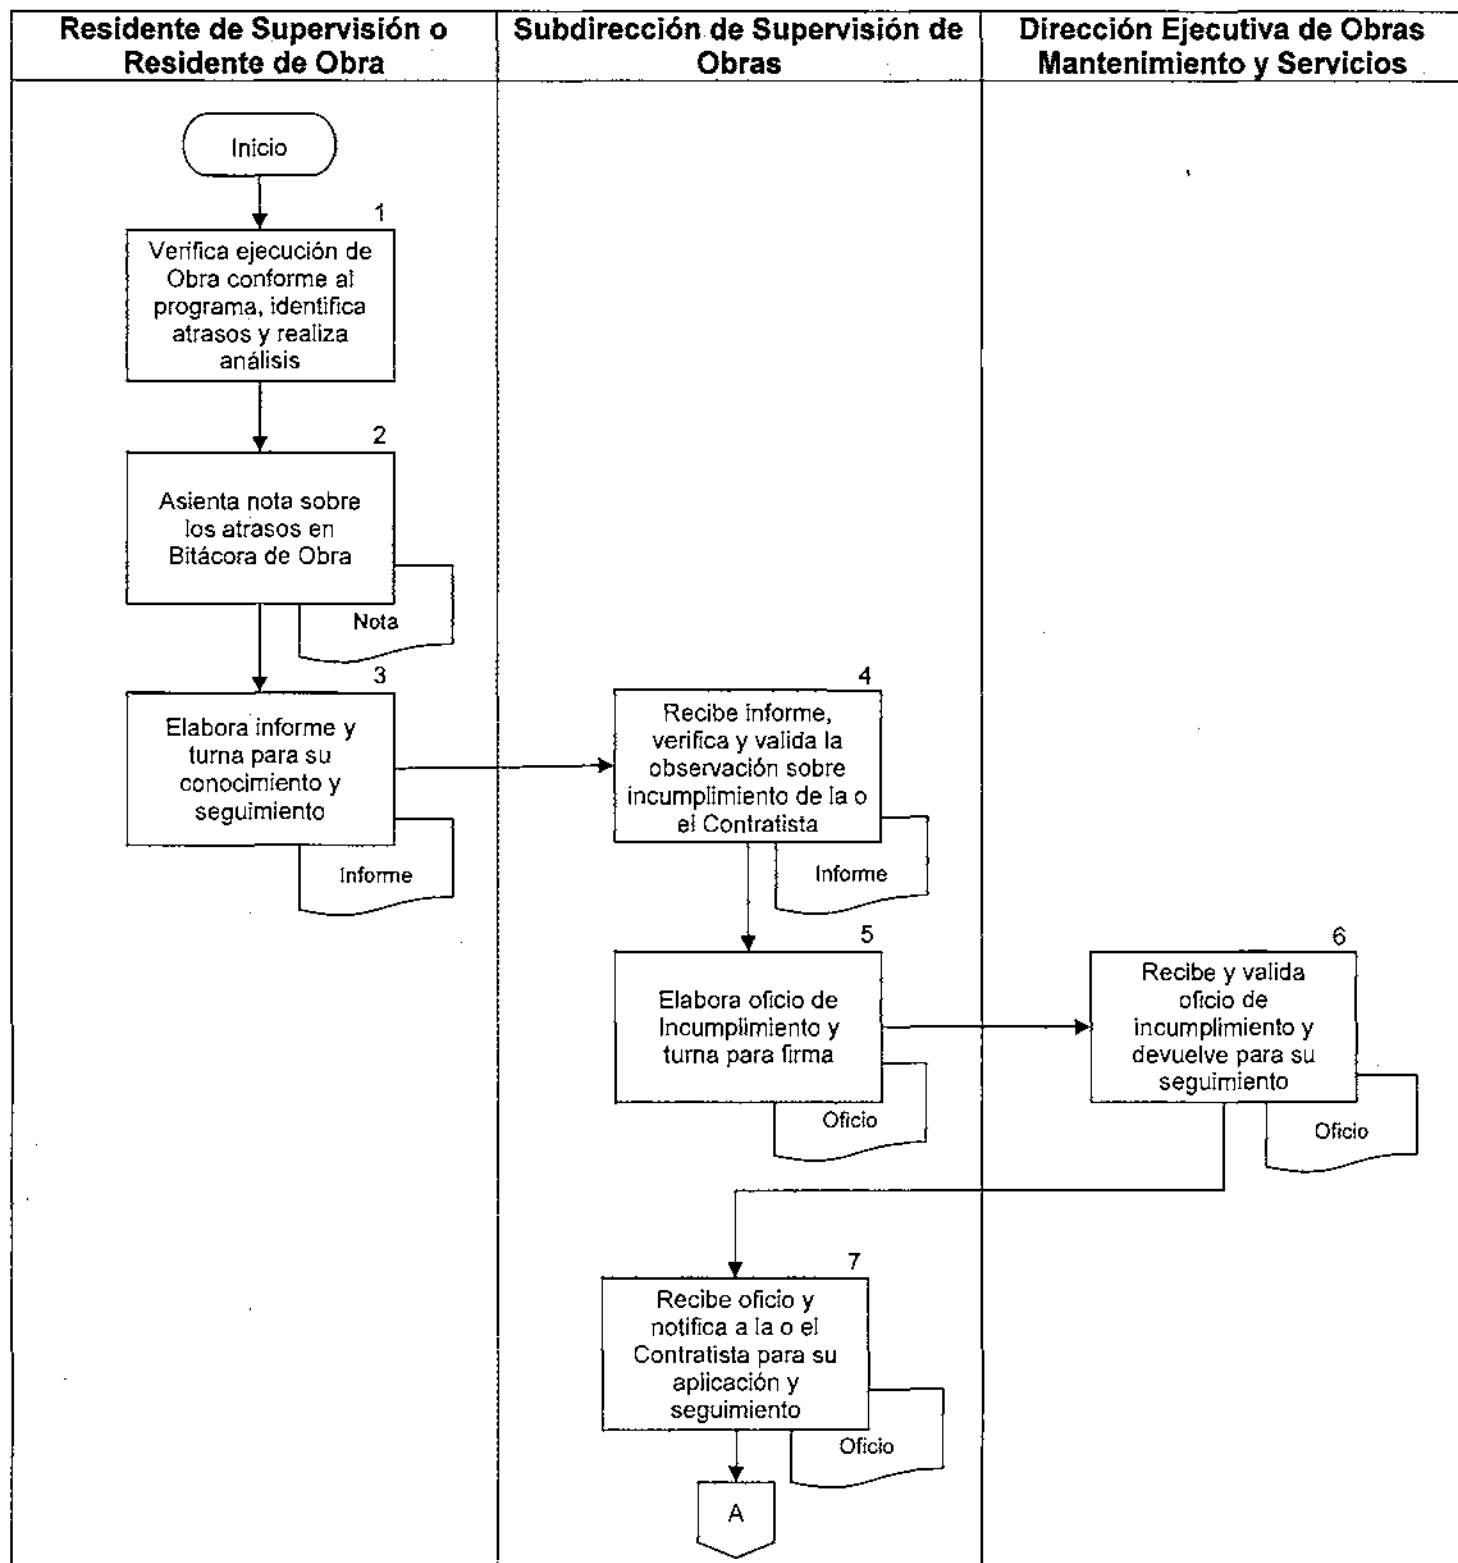 Residente de Supervisión o
Residente de Obra
Subdirección de Supervisión de
Obras
Dirección Ejecutiva de Obras
Mantenimiento y Servicios
Inicio
1
Verifica ejecución de
Obra conforme al
programa, identifica
atrasos y realiza
análisis
2
Asienta nota sobre
los atrasos en
Bitácora de Obra
Nota
3
Elabora informe y
turna para su
conocimiento y
seguimiento
Informe
4
Recibe informe,
verifica y valida la
observación sobre
incumplimiento de la o
el Contratista
Informe
5
Elabora oficio de
Incumplimiento y
turna para firma
Oficio
6
Recibe y valida
oficio de
incumplimiento y
devuelve para su
seguimiento
Oficio
7
Recibe oficio y
notifica a la o el
Contratista para su
aplicación y
seguimiento
Oficio
A